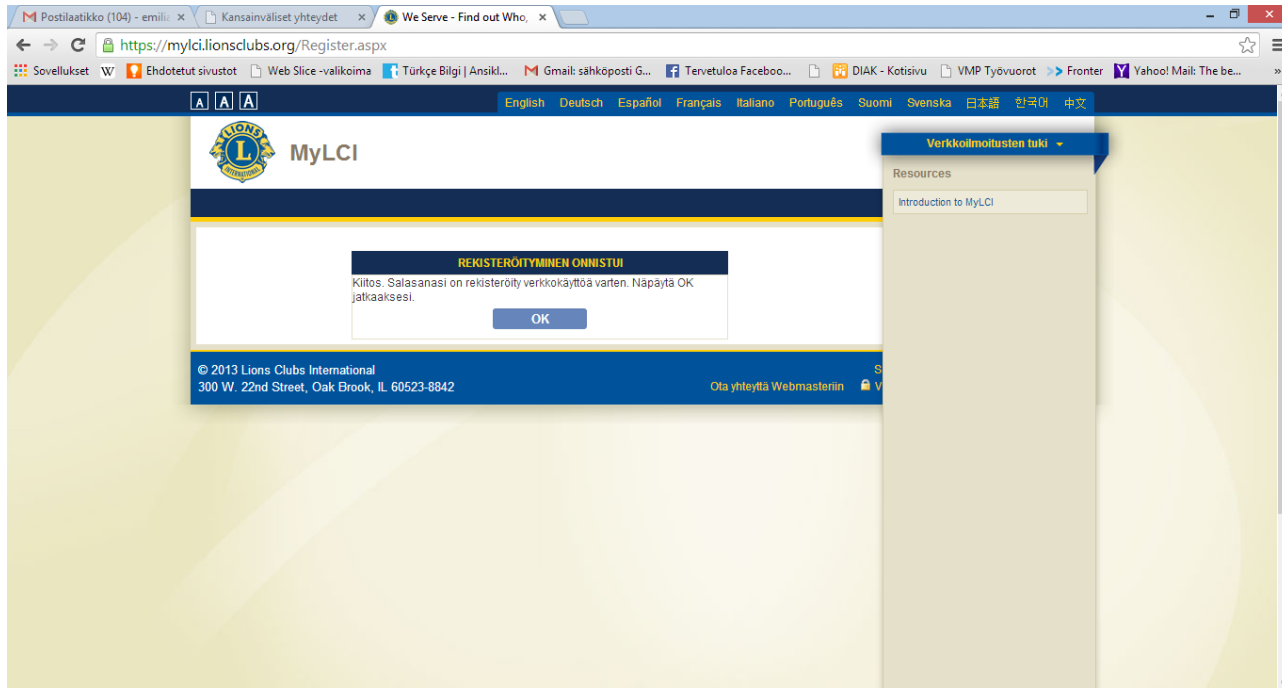 Postilaatikko (104) - emilia
Kansainväliset yhteydet
We Serve - Find out Who,
https://mylci.lionsclubs.org/Register.aspx
Sovellukset W Ehdotetut sivustot Web Slice -valikoima Türkçe Bilgi | Ansikl... Gmail: sähköposti G... Tervetuloa Faceboo... DIAK - Kotisivu VMP Työvuorot Fronter Yahoo! Mail: The be... »
A A A
English Deutsch Español Français Italiano Português Suomi Svenska 日本語 한국어 中文
LIONS
L
INTERNATIONAL
MyLCI
Verkkoilmoitusten tuki
Resources
Introduction to MyLCI
REKISTERÖITYMINEN ONNISTUI
Kiitos. Salasanasi on rekisteröity verkkokäyttöä varten. Näpäytä OK
jatkaaksesi.
OK
© 2013 Lions Clubs International
300 W. 22nd Street, Oak Brook, IL 60523-8842
S
Ota yhteyttä Webmasteriin V